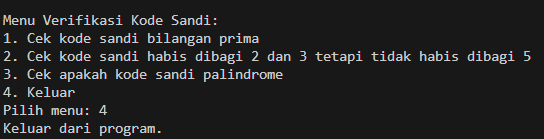 Menu Verifikasi Kode Sandi:
1. Cek kode sandi bilangan prima
2. Cek kode sandi habis dibagi 2 dan 3 tetapi tidak habis dibagi 5
3. Cek apakah kode sandi palindrome
4. Keluar
Pilih menu: 4
Keluar dari program.